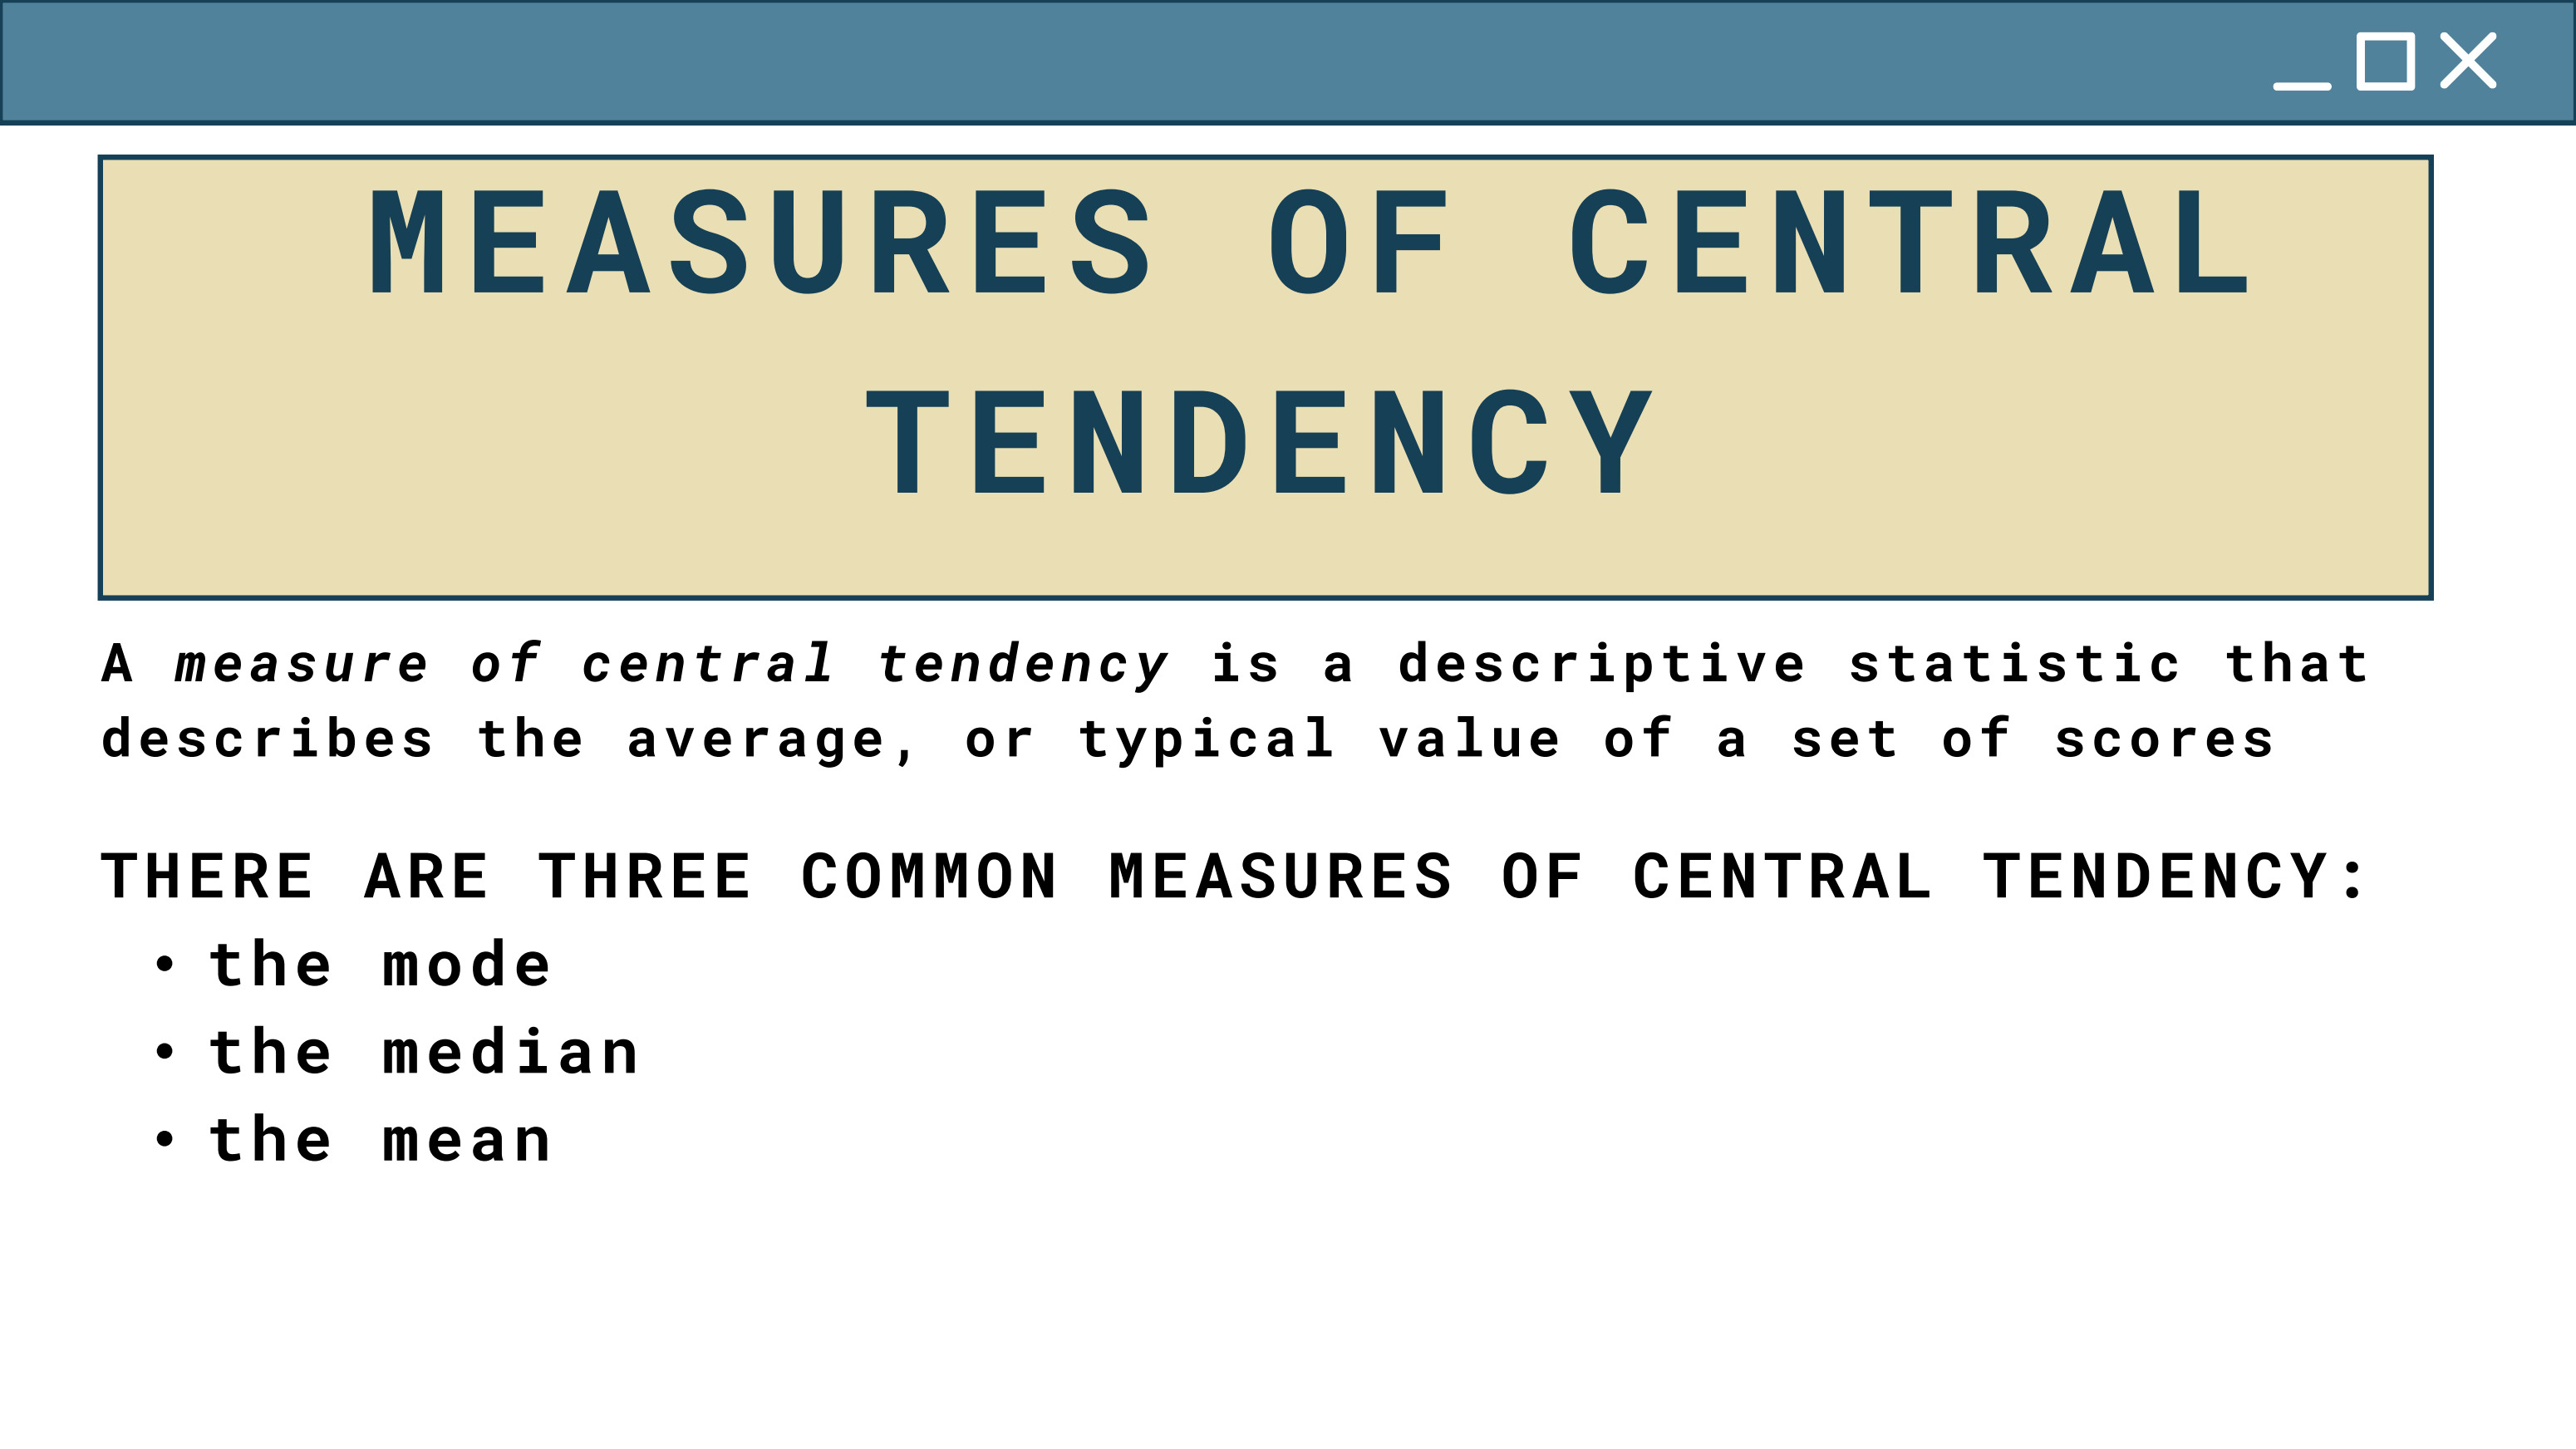 MEASURES OF CENTRAL
TENDENCY
A measure of central tendency is a descriptive statistic that
describes the average, or typical value of a set of scores
THERE ARE THREE COMMON MEASURES OF CENTRAL TENDENCY:
• the mode
• the median
• the mean